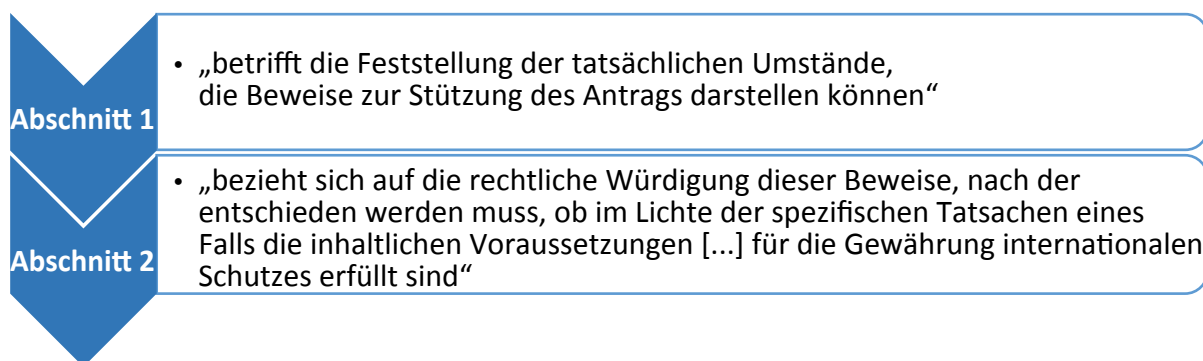 Abschnitt 1
• „betrifft die Feststellung der tatsächlichen Umstände,
die Beweise zur Stützung des Antrags darstellen können“
Abschnitt 2
• „bezieht sich auf die rechtliche Würdigung dieser Beweise, nach der
entschieden werden muss, ob im Lichte der spezifischen Tatsachen eines
Falls die inhaltlichen Voraussetzungen [...] für die Gewährung internationalen
Schutzes erfüllt sind“